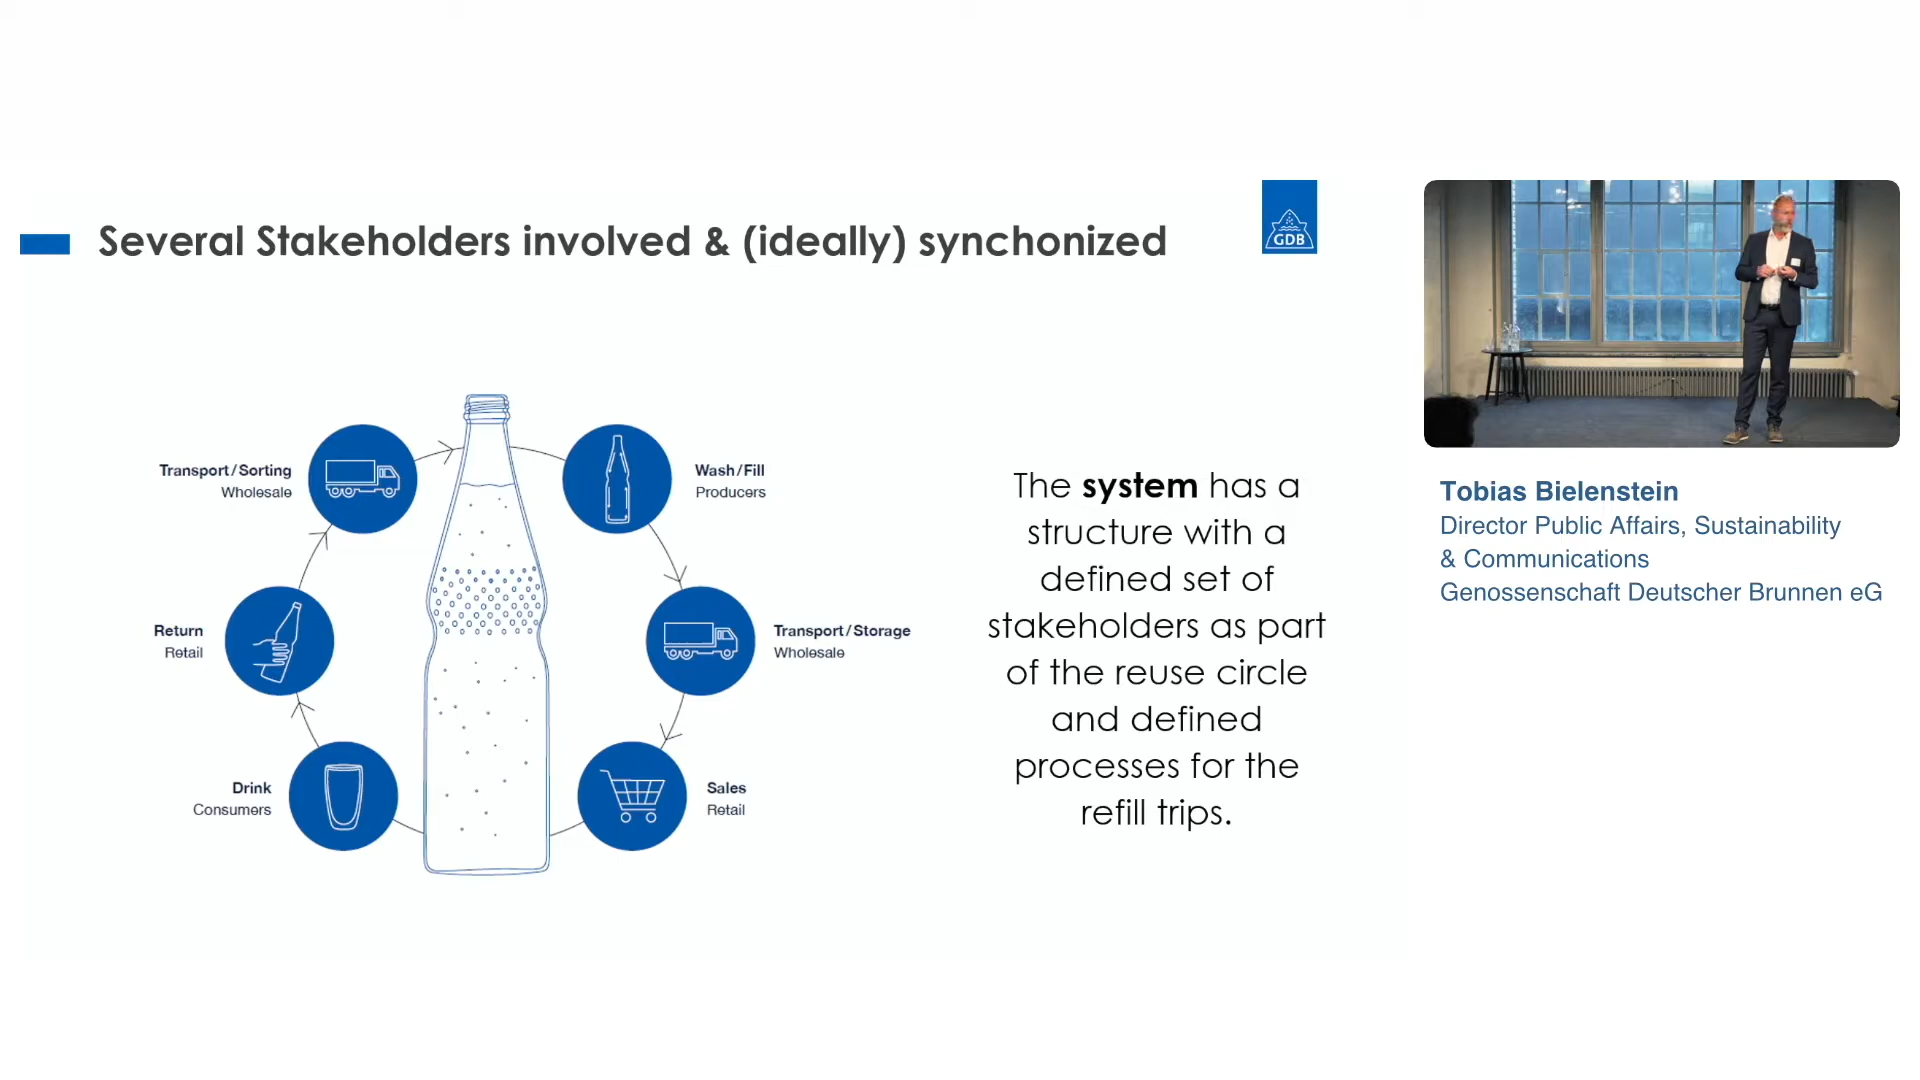 Several Stakeholders involved & (ideally) synchonized
GDB
Transport/Sorting
Wholesale
Wash/Fill
Producers
Return
Retail
Transport/Storage
Wholesale
Drink
Consumers
Sales
Retail
The system has a
structure with a
defined set of
stakeholders as part
of the reuse circle
and defined
processes for the
refill trips.
Tobias Bielenstein
Director Public Affairs, Sustainability
& Communications
Genossenschaft Deutscher Brunnen eG